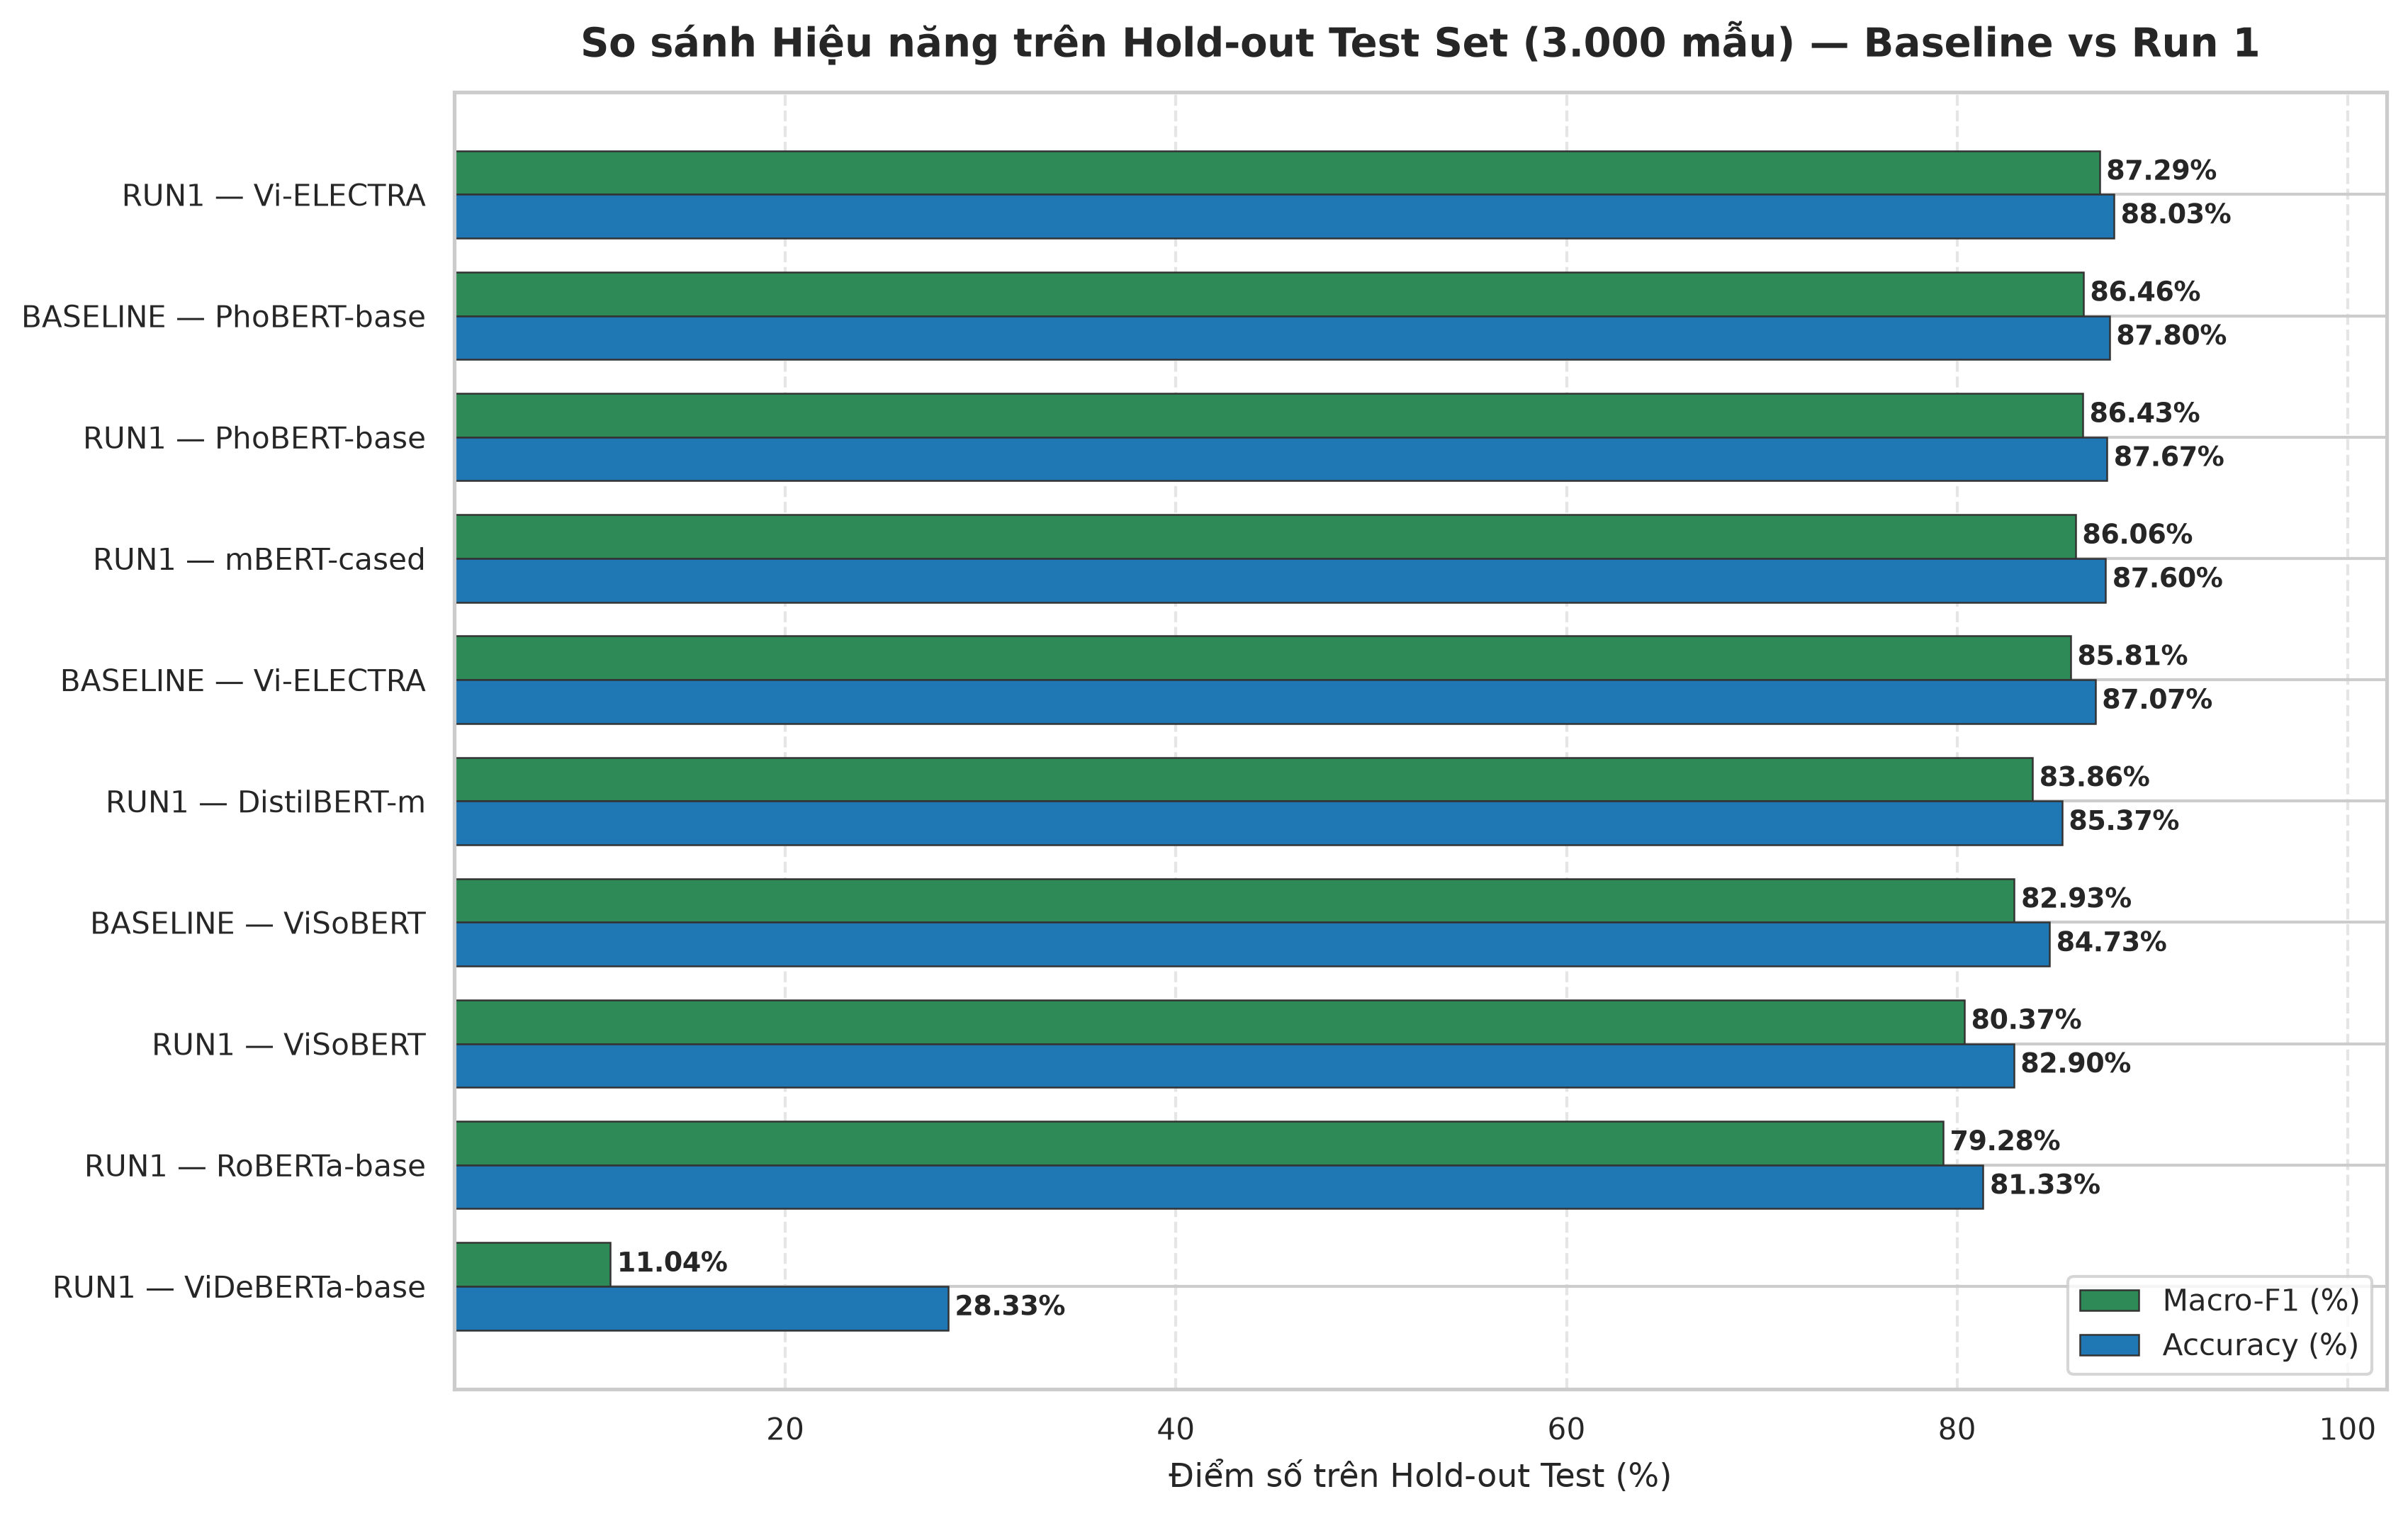 So sánh Hiệu năng trên Hold-out Test Set (3.000 mẫu) — Baseline vs Run 1
RUN1 — Vi-ELECTRA
87.29%
88.03%
BASELINE — PhoBERT-base
86.46%
87.80%
RUN1 — PhoBERT-base
86.43%
87.67%
RUN1 — mBERT-cased
86.06%
87.60%
BASELINE — Vi-ELECTRA
85.81%
87.07%
RUN1 — DistilBERT-m
83.86%
85.37%
BASELINE — ViSoBERT
82.93%
84.73%
RUN1 — ViSoBERT
80.37%
82.90%
RUN1 — RoBERTa-base
79.28%
81.33%
RUN1 — ViDeBERTa-base
11.04%
28.33%
Macro-F1 (%)
Accuracy (%)
20 40 60 80 100
Điểm số trên Hold-out Test (%)